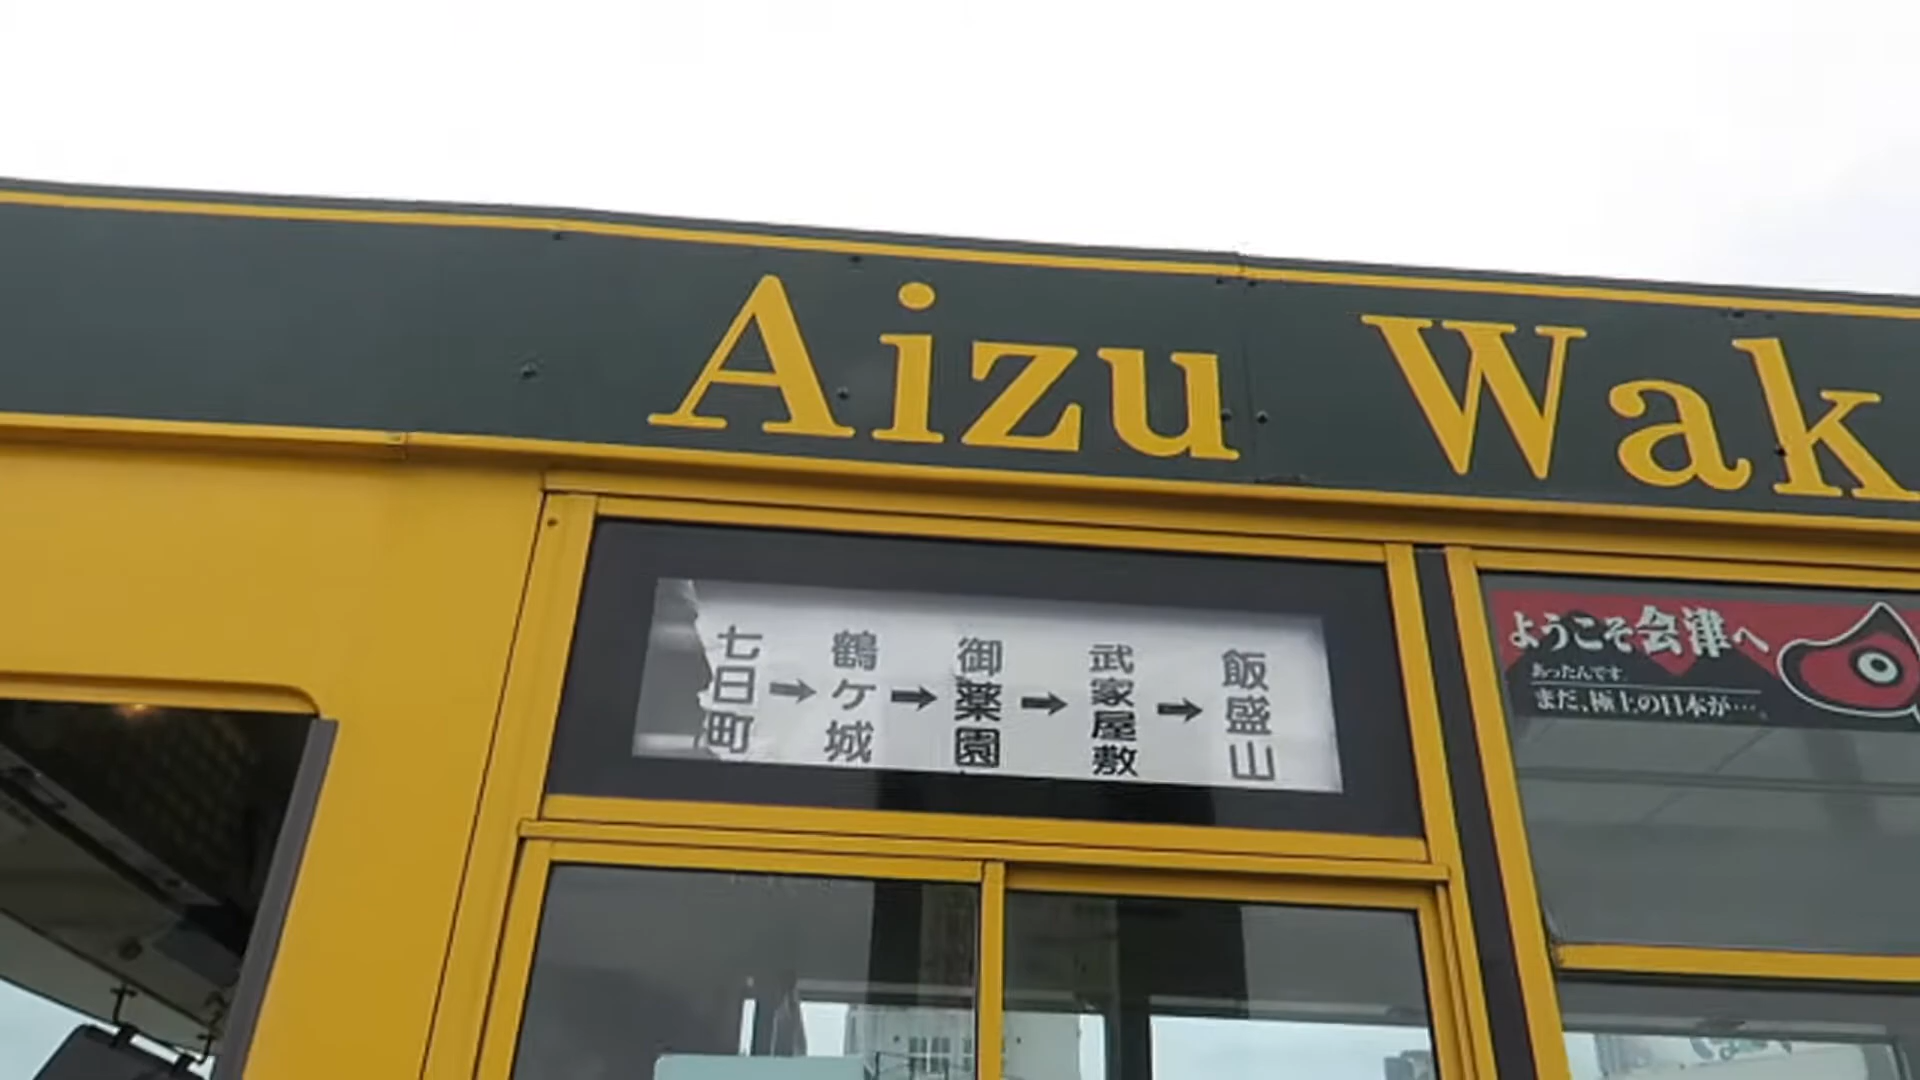 Aizu Wak
七日町→鶴ヶ城→御薬園→武家屋敷→飯盛山
ようこそ会津へ
あったんです
まだ、極上の日本が…。